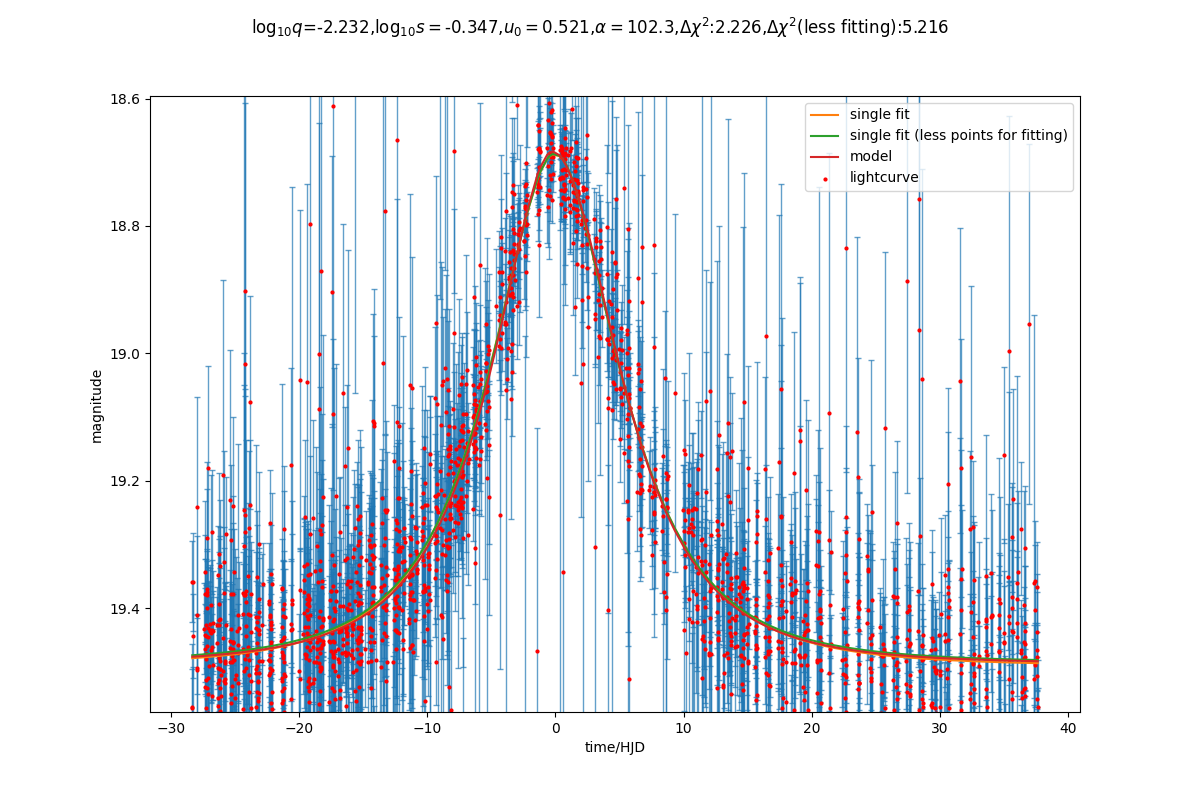 log₁₀q=-2.232,log₁₀s = -0.347,u₀ = 0.521,α = 102.3,Δχ²:2.226,Δχ²(less fitting):5.216
18.6
18.8
19.0
19.2
19.4
magnitude
single fit
single fit (less points for fitting)
model
lightcurve
−30
−20
−10
0
10
20
30
40
time/HJD